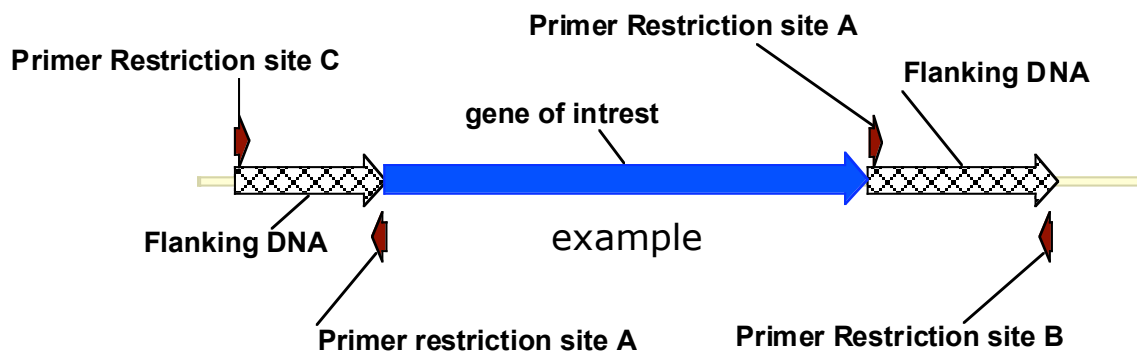 Primer Restriction site A
Primer Restriction site C
Flanking DNA
gene of intrest
Flanking DNA
example
Primer restriction site A
Primer Restriction site B